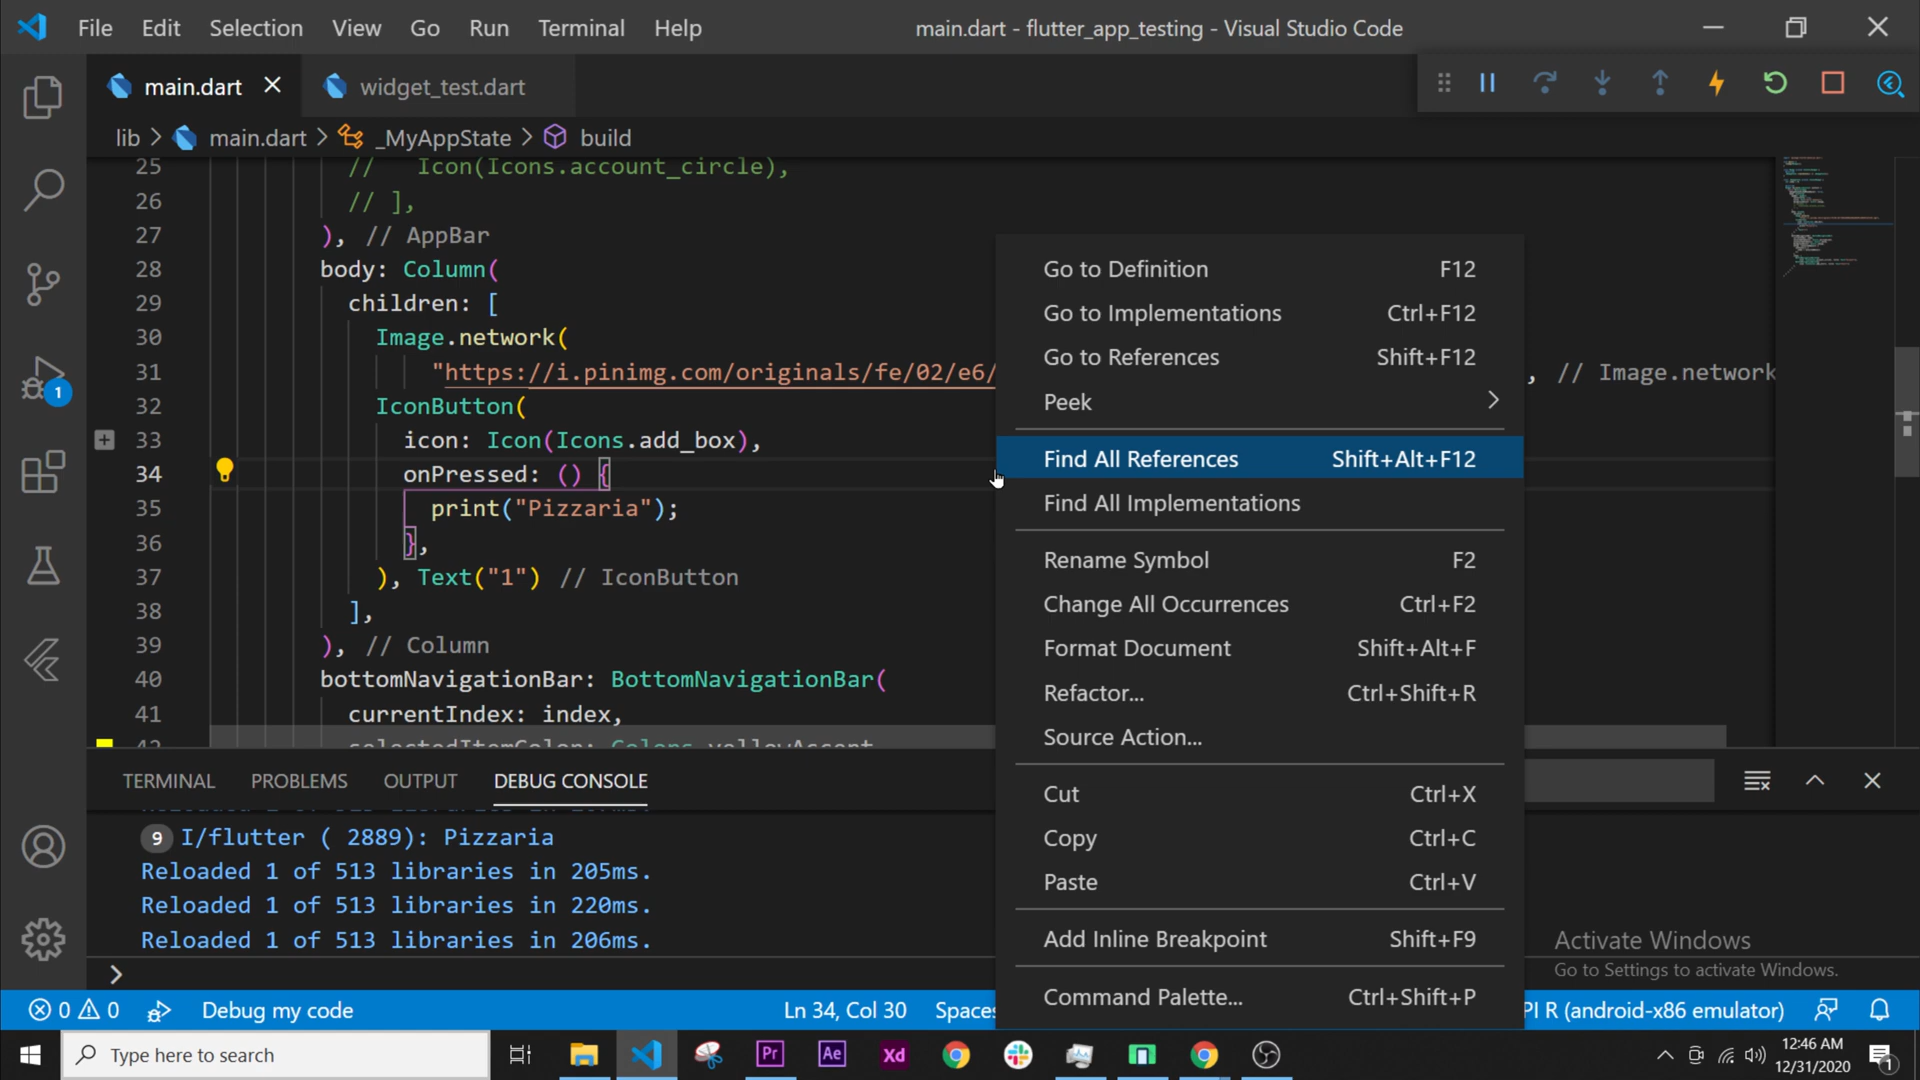 File Edit Selection View Go Run Terminal Help
main.dart - flutter_app_testing - Visual Studio Code
main.dart
widget_test.dart
lib > main.dart > _MyAppState > build
25 // Icon(Icons.account_circle),
26 // ],
27 ), // AppBar
28 body: Column(
29 children: [
30 Image.network(
31 "https://i.pinimg.com/originals/fe/02/e6/ , // Image.network
32 IconButton(
33 icon: Icon(Icons.add_box),
34 onPressed: () {
35 print("Pizzaria");
36 },
37 ), Text("1") // IconButton
38 ],
39 ), // Column
40 bottomNavigationBar: BottomNavigationBar(
41 currentIndex: index,
42 selectedItemColor: Colors.yellowAccent
Go to Definition F12
Go to Implementations Ctrl+F12
Go to References Shift+F12
Peek
Find All References Shift+Alt+F12
Find All Implementations
Rename Symbol F2
Change All Occurrences Ctrl+F2
Format Document Shift+Alt+F
Refactor... Ctrl+Shift+R
Source Action...
Cut Ctrl+X
Copy Ctrl+C
Paste Ctrl+V
Add Inline Breakpoint Shift+F9
Command Palette... Ctrl+Shift+P
1
TERMINAL PROBLEMS OUTPUT DEBUG CONSOLE
9 I/flutter ( 2889): Pizzaria
Reloaded 1 of 513 libraries in 205ms.
Reloaded 1 of 513 libraries in 220ms.
Reloaded 1 of 513 libraries in 206ms.
>
Activate Windows
Go to Settings to activate Windows.
0 0 Debug my code
Ln 34, Col 30 Spaces
PI R (android-x86 emulator)
Type here to search
Pr Ae Xd
12:46 AM
12/31/2020
1